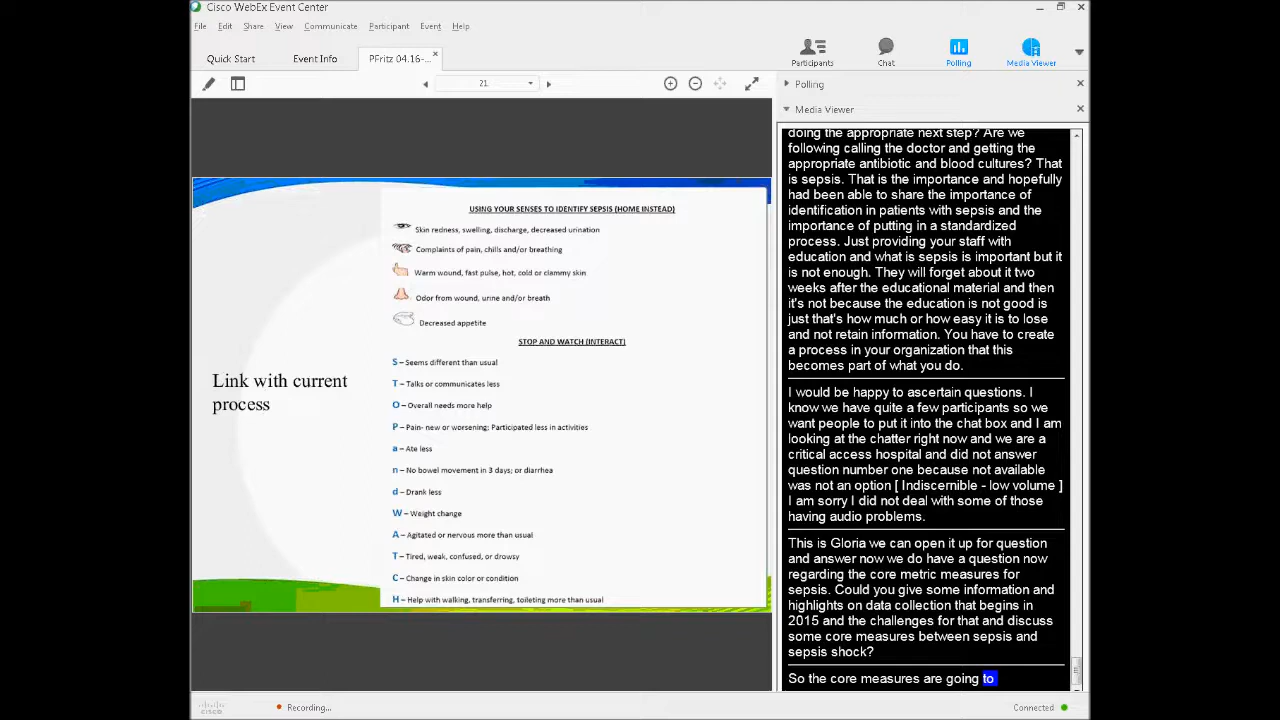 Cisco WebEx Event Center
File Edit Share View Communicate Participant Event Help
Quick Start Event Info PFritz 04.16-...
Participants Chat Polling Media Viewer
21
Polling
Media Viewer
USING YOUR SENSES TO IDENTIFY SEPSIS (HOME INSTEAD)
Skin redness, swelling, discharge, decreased urination
Complaints of pain, chills and/or breathing
Warm wound, fast pulse, hot, cold or clammy skin
Odor from wound, urine and/or breath
Decreased appetite
STOP AND WATCH (INTERACT)
S – Seems different than usual
T – Talks or communicates less
O – Overall needs more help
P – Pain- new or worsening; Participated less in activities
a – Ate less
n – No bowel movement in 3 days; or diarrhea
d – Drank less
W – Weight change
A – Agitated or nervous more than usual
T – Tired, weak, confused, or drowsy
C – Change in skin color or condition
H – Help with walking, transferring, toileting more than usual
Link with current
process
doing the appropriate next step? Are we
following calling the doctor and getting the
appropriate antibiotic and blood cultures? That
is sepsis. That is the importance and hopefully
had been able to share the importance of
identification in patients with sepsis and the
importance of putting in a standardized
process. Just providing your staff with
education and what is sepsis is important but it
is not enough. They will forget about it two
weeks after the educational material and then
it's not because the education is not good is
just that's how much or how easy it is to lose
and not retain information. You have to create
a process in your organization that this
becomes part of what you do.
I would be happy to ascertain questions. I
know we have quite a few participants so we
want people to put it into the chat box and I am
looking at the chatter right now and we are a
critical access hospital and did not answer
question number one because not available
was not an option [ Indiscernible - low volume ]
I am sorry I did not deal with some of those
having audio problems.
This is Gloria we can open it up for question
and answer now we do have a question now
regarding the core metric measures for
sepsis. Could you give some information and
highlights on data collection that begins in
2015 and the challenges for that and discuss
some core measures between sepsis and
sepsis shock?
So the core measures are going to
cisco
Recording...
Connected